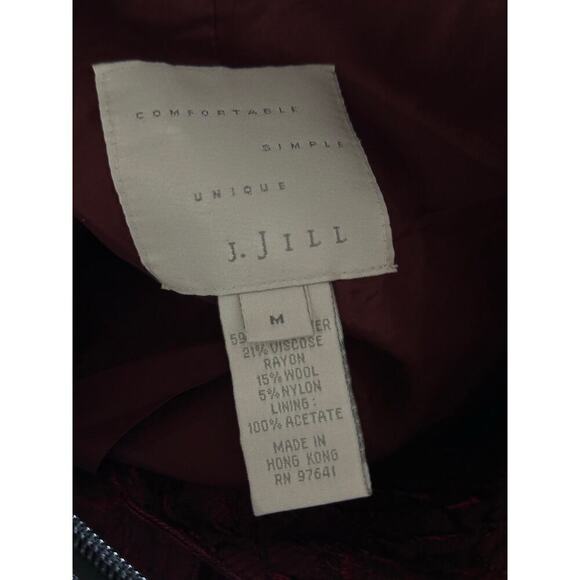 COMFORTABLE
SIMPLE
UNIQUE
J. JILL
M
59
21% VISCOSE
RAYON
15% WOOL
5% NYLON
LINING:
100% ACETATE
MADE IN
HONG KONG
RN 97641